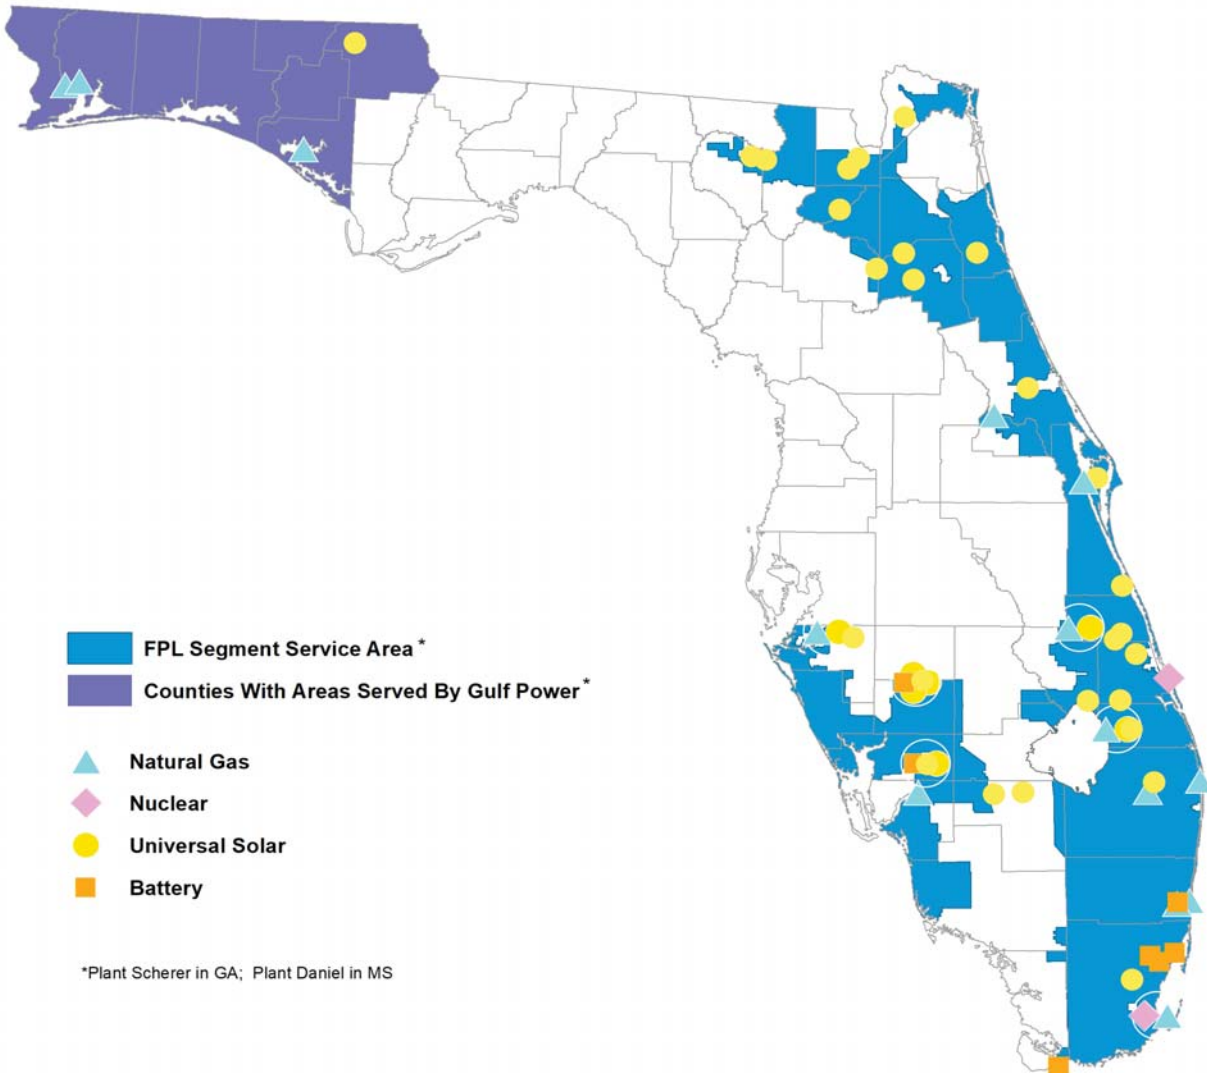 FPL Segment Service Area *
Counties With Areas Served By Gulf Power *
Natural Gas
Nuclear
Universal Solar
Battery
*Plant Scherer in GA; Plant Daniel in MS